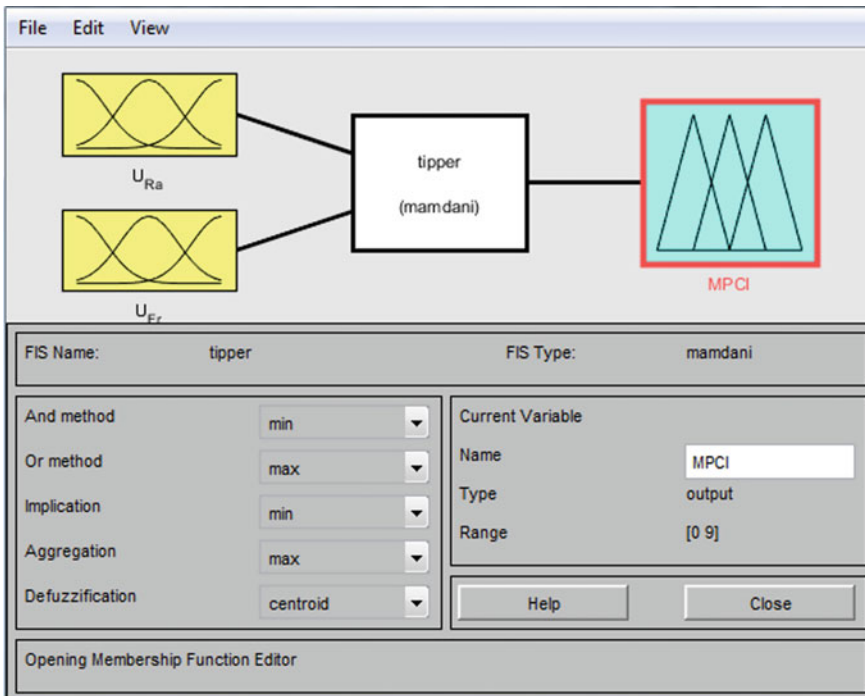 File Edit View
U_Ra
tipper
(mamdani)
U_Fr
MPCI
FIS Name: tipper FIS Type: mamdani
And method min
Or method max
Implication min
Aggregation max
Defuzzification centroid
Current Variable
Name MPCI
Type output
Range [0 9]
Help Close
Opening Membership Function Editor